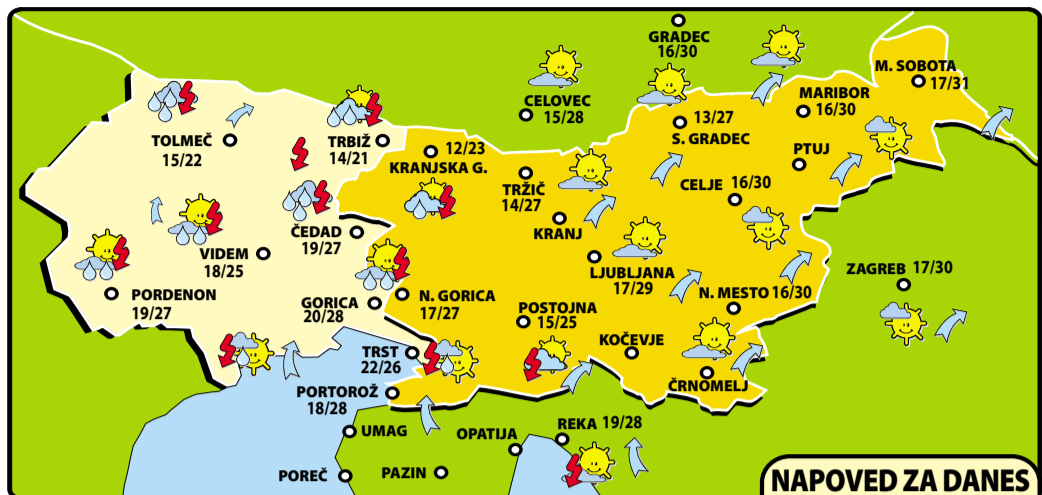 GRADEC
16/30
M. SOBOTA
17/31
CELOVEC
15/28
MARIBOR
16/30
13/27
S. GRADEC
TOLMEČ
15/22
TRBIŽ
14/21
12/23
KRANJSKA G.
PTUJ
TRŽIČ
14/27
CELJE 16/30
ČEDAD
19/27
KRANJ
VIDEM
18/25
LJUBLJANA
17/29
ZAGREB 17/30
PORDENON
19/27
GORICA
20/28
N. GORICA
17/27
N. MESTO 16/30
POSTOJNA
15/25
KOČEVJE
TRST
22/26
ČRNOMELJ
PORTOROŽ
18/28
UMAG
OPATIJA
REKA 19/28
POREČ
PAZIN
NAPOVED ZA DANES